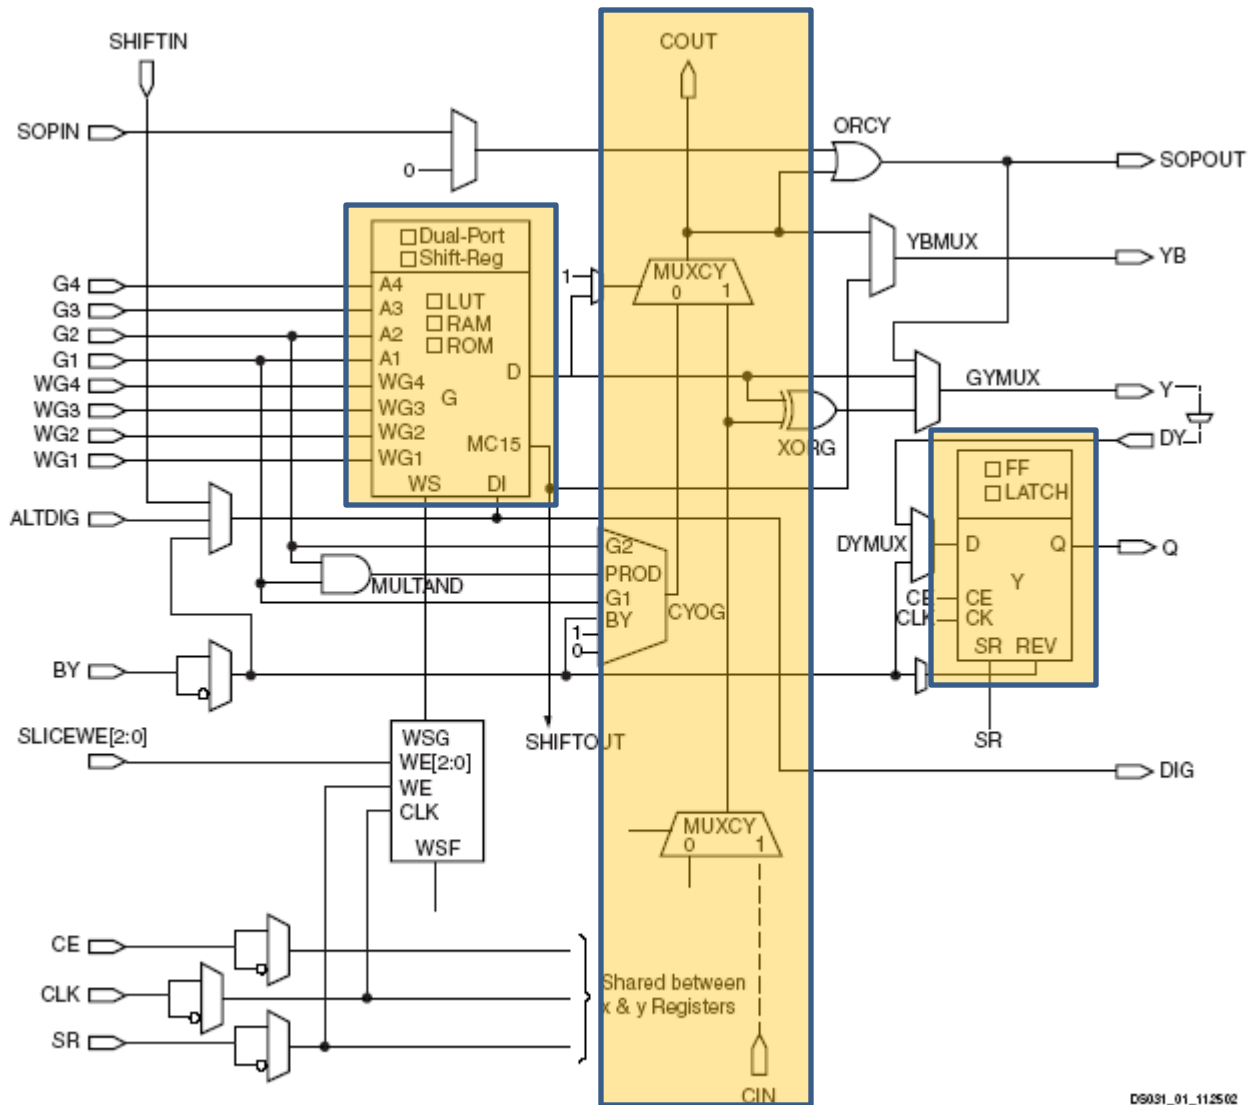 SHIFTIN
COUT
SOPIN
0
ORCY
SOPOUT
Dual-Port
Shift-Reg
YBMUX
YB
G4
G3
G2
G1
WG4
WG3
WG2
WG1
A4
A3
A2
A1
WG4
WG3
WG2
WG1
LUT
RAM
ROM
G
D
MC15
WS
DI
1
MUXCY
0 1
GYMUX
Y
XORG
DY
FF
LATCH
DYMUX
D
Q
Q
Y
CE
CLK
CE
CK
SR REV
SR
ALTDIG
MULTAND
G2
PROD
G1
BY
1
0
CYOG
BY
SLICEWE[2:0]
WSG
WE[2:0]
WE
CLK
WSF
SHIFTOUT
DIG
MUXCY
0 1
CE
CLK
SR
Shared between
x & y Registers
CIN
DS031_01_112502